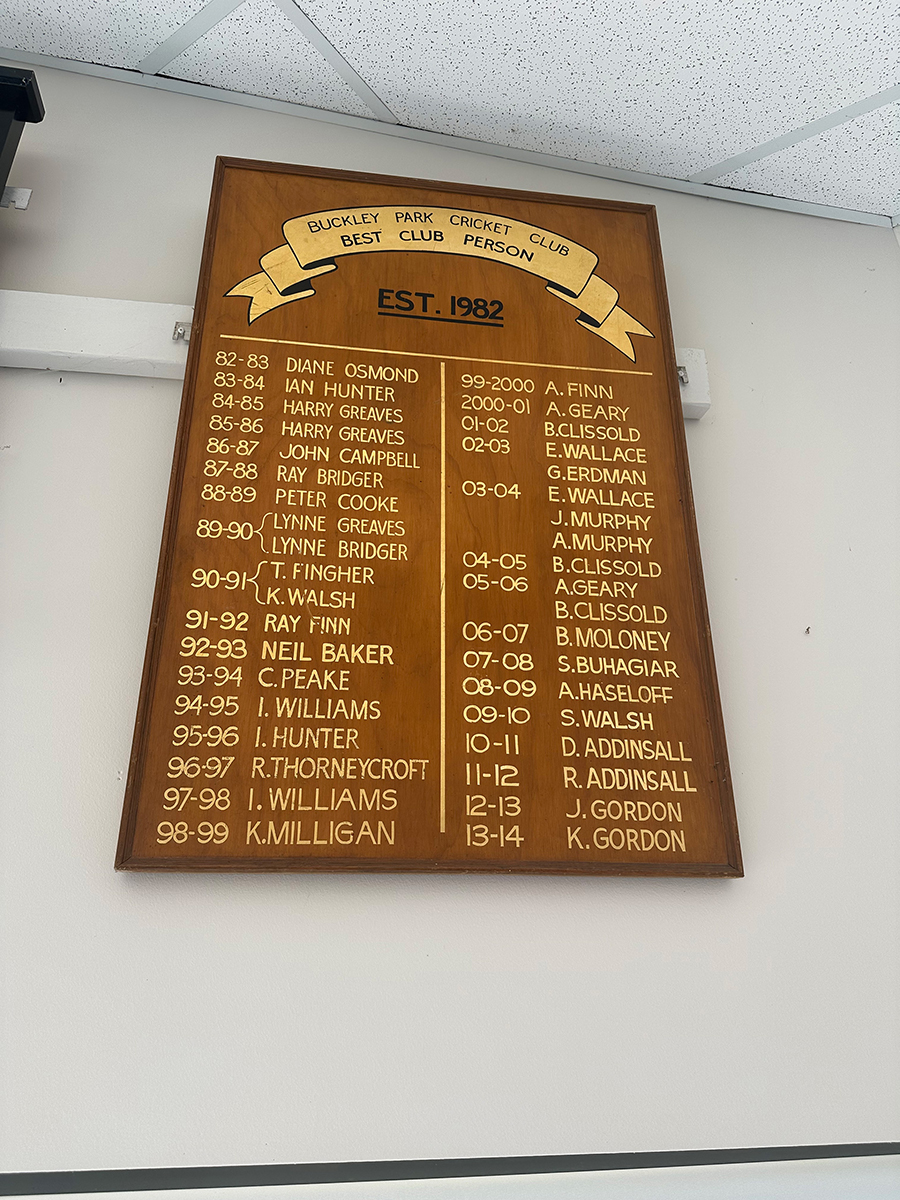 BUCKLEY PARK CRICKET CLUB
BEST CLUB PERSON
EST. 1982
82-83 DIANE OSMOND
83-84 IAN HUNTER
84-85 HARRY GREAVES
85-86 HARRY GREAVES
86-87 JOHN CAMPBELL
87-88 RAY BRIDGER
88-89 PETER COOKE
89-90 LYNNE GREAVES
LYNNE BRIDGER
90-91 T. FINGHER
K. WALSH
91-92 RAY FINN
92-93 NEIL BAKER
93-94 C. PEAKE
94-95 I. WILLIAMS
95-96 I. HUNTER
96-97 R. THORNEYCROFT
97-98 I. WILLIAMS
98-99 K. MILLIGAN
99-2000 A. FINN
2000-01 A. GEARY
01-02 B. CLISSOLD
02-03 E. WALLACE
G. ERDMAN
03-04 E. WALLACE
J. MURPHY
A. MURPHY
04-05 B. CLISSOLD
05-06 A. GEARY
B. CLISSOLD
06-07 B. MOLONEY
07-08 S. BUHAGIAR
08-09 A. HASELOFF
09-10 S. WALSH
10-11 D. ADDINSALL
11-12 R. ADDINSALL
12-13 J. GORDON
13-14 K. GORDON